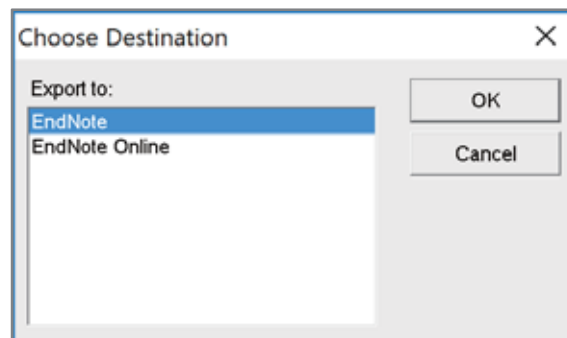 Choose Destination
Export to:
EndNote
EndNote Online
OK
Cancel